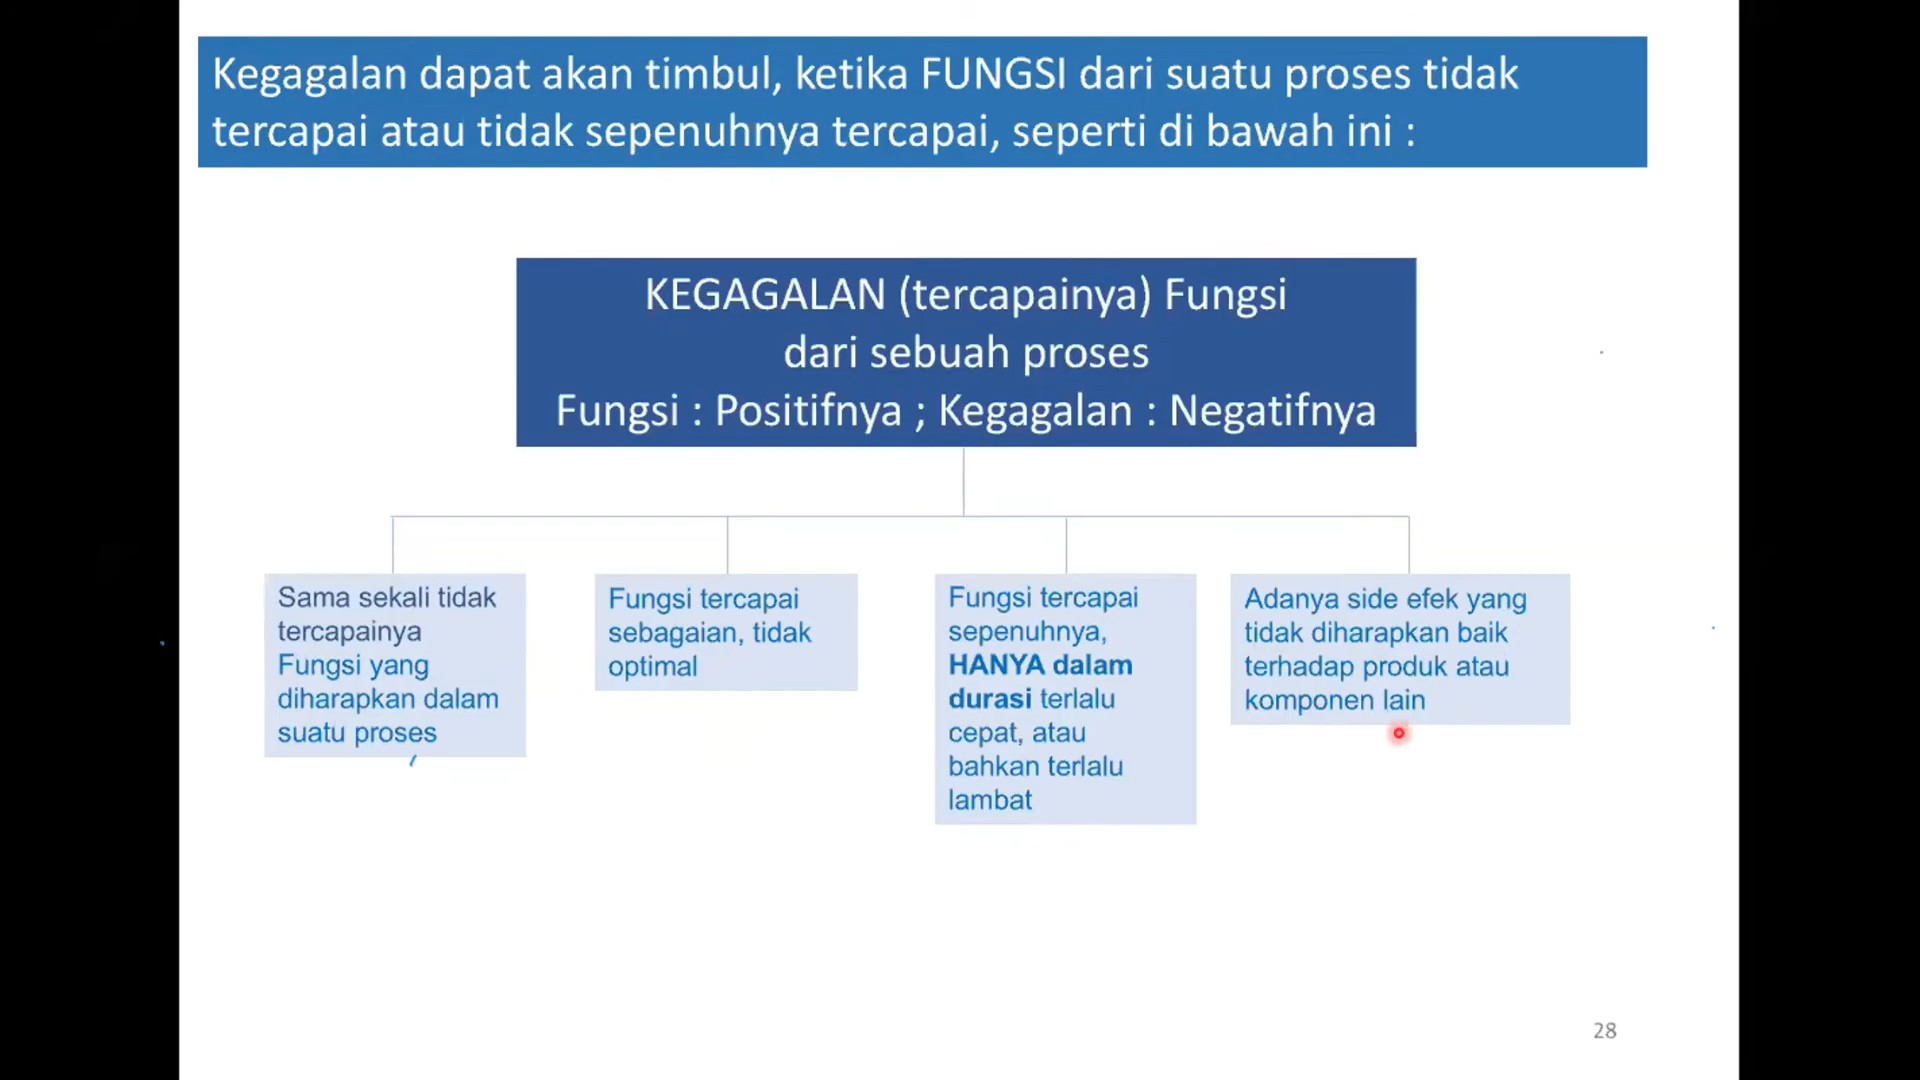 Kegagalan dapat akan timbul, ketika FUNGSI dari suatu proses tidak
tercapai atau tidak sepenuhnya tercapai, seperti di bawah ini :
KEGAGALAN (tercapainya) Fungsi
dari sebuah proses
Fungsi : Positifnya ; Kegagalan : Negatifnya
Sama sekali tidak
tercapainya
Fungsi yang
diharapkan dalam
suatu proses
Fungsi tercapai
sebagaian, tidak
optimal
Fungsi tercapai
sepenuhnya,
HANYA dalam
durasi terlalu
cepat, atau
bahkan terlalu
lambat
Adanya side efek yang
tidak diharapkan baik
terhadap produk atau
komponen lain
28